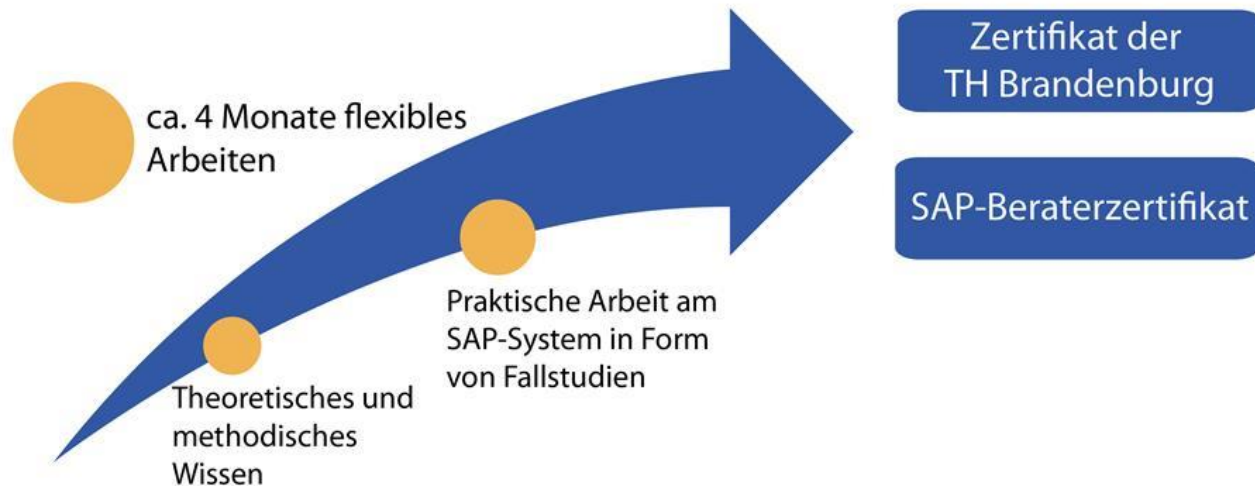 ca. 4 Monate flexibles
Arbeiten
Theoretisches und
methodisches
Wissen
Praktische Arbeit am
SAP-System in Form
von Fallstudien
Zertifikat der
TH Brandenburg
SAP-Beraterzertifikat